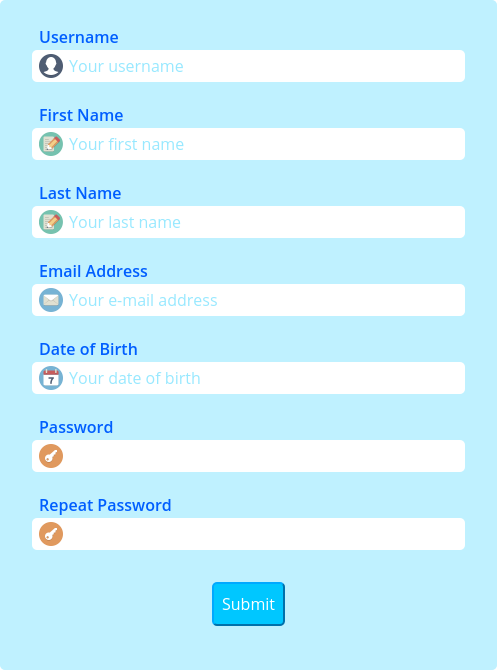 Username
Your username
First Name
Your first name
Last Name
Your last name
Email Address
Your e-mail address
Date of Birth
7 Your date of birth
Password
Repeat Password
Submit